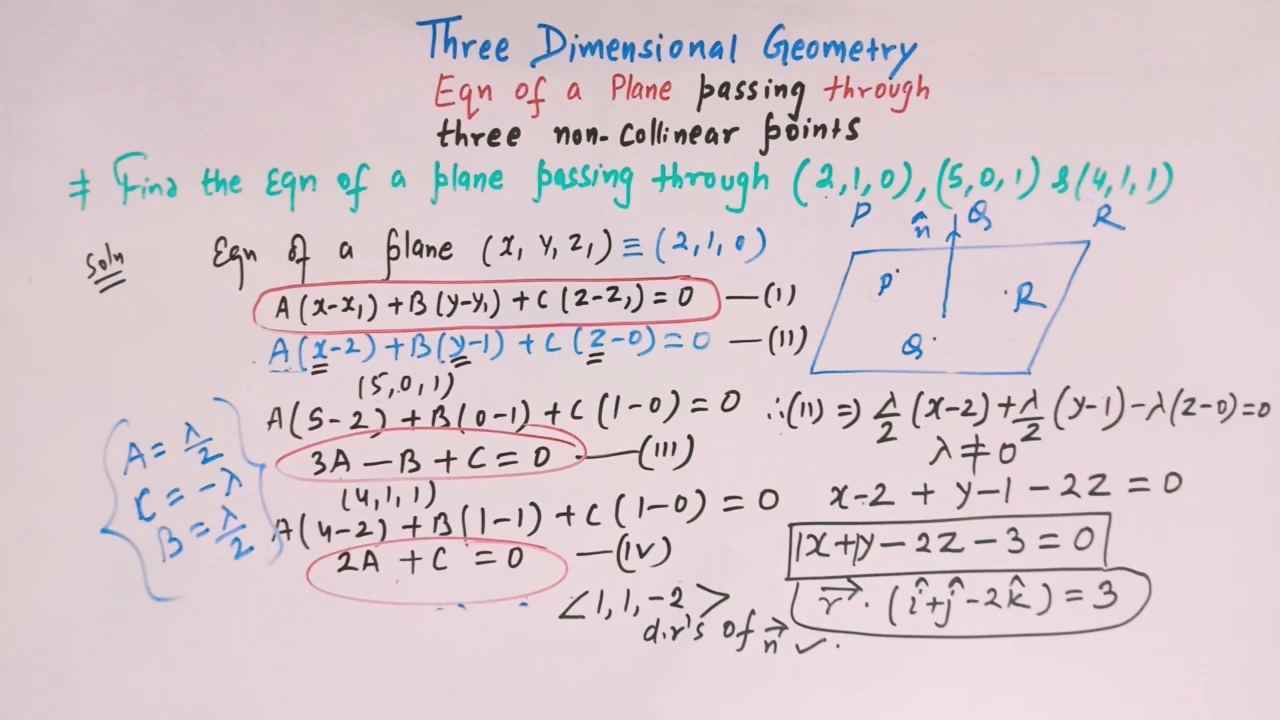 Three Dimensional Geometry
Eqn of a Plane passing through
three non-Collinear points
≠ Find the Eqn of a plane passing through (2,1,0), (5,0,1) & (4,1,1)
P Q R
Soln Eqn of a plane (x, y, z₁) ≡ (2,1,0)
A(x-x₁) + B(y-y₁) + C(z-z₁) = 0 —(I)
A(x-2) + B(y-1) + C(z-0) = 0 —(II)
n̂
P
R
Q
(5,0,1)
A(5-2) + B(0-1) + C(1-0) = 0
3A - B + C = 0 —(III)
(4,1,1)
A(4-2) + B(1-1) + C(1-0) = 0
2A + C = 0 —(IV)
A = λ/2
C = -λ
B = λ/2
∴(II) ⇒ λ/2 (x-2) + λ/2 (y-1) - λ(z-0) = 0
λ ≠ 0
x-2 + y-1 - 2z = 0
1x + 1y - 2z - 3 = 0
r⃗. (î+ĵ-2k̂) = 3
<1, 1, -2>
d.r's of n⃗ ✓.